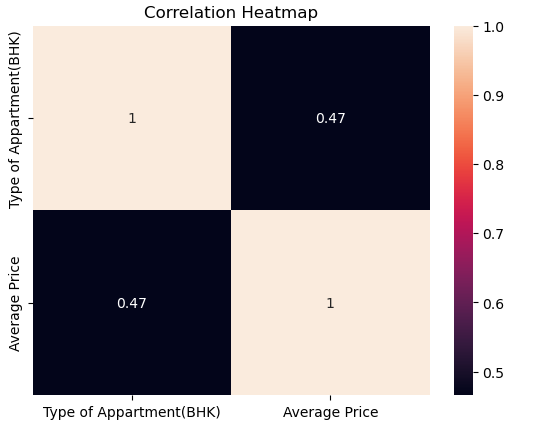 Correlation Heatmap
Type of Appartment(BHK)
Average Price
1
0.47
0.47
1
Type of Appartment(BHK)
Average Price
1.0
0.9
0.8
0.7
0.6
0.5